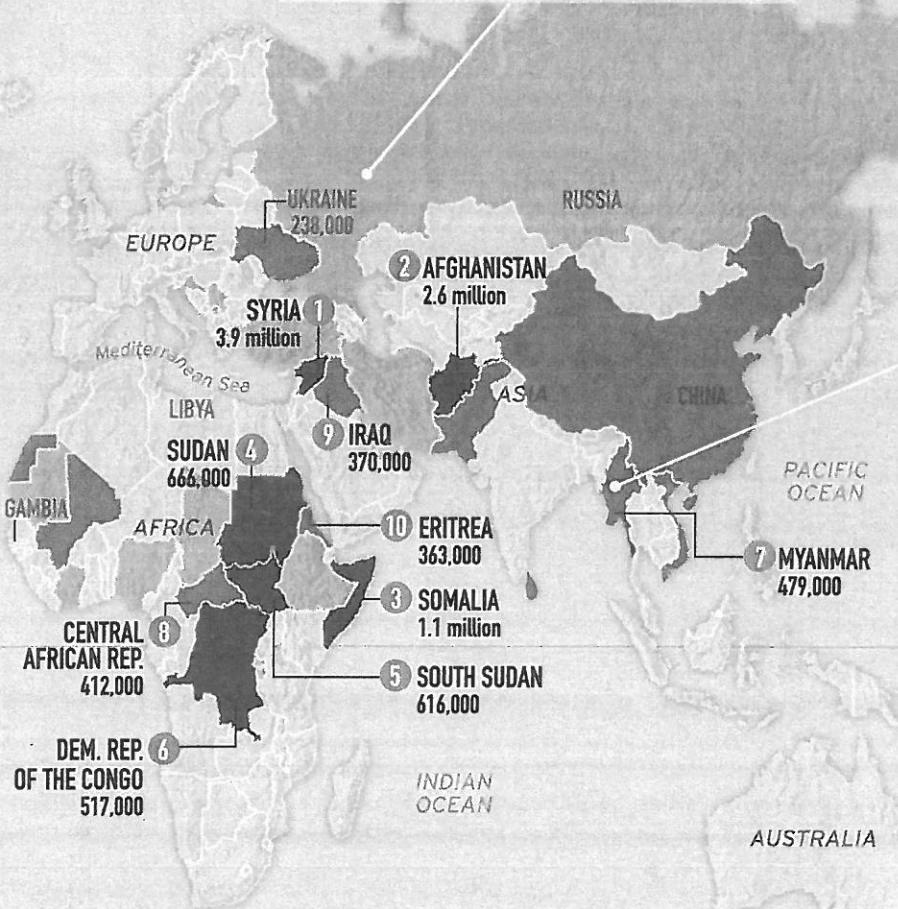 UKRAINE
238,000
RUSSIA
EUROPE
2 AFGHANISTAN
2.6 million
SYRIA 1
3.9 million
Mediterranean Sea
ASIA
CHINA
LIBYA
9 IRAQ
370,000
SUDAN 4
666,000
PACIFIC
OCEAN
GAMBIA
AFRICA
10 ERITREA
363,000
7 MYANMAR
479,000
3 SOMALIA
1.1 million
CENTRAL 8
AFRICAN REP.
412,000
5 SOUTH SUDAN
616,000
DEM. REP. 6
OF THE CONGO
517,000
INDIAN
OCEAN
AUSTRALIA